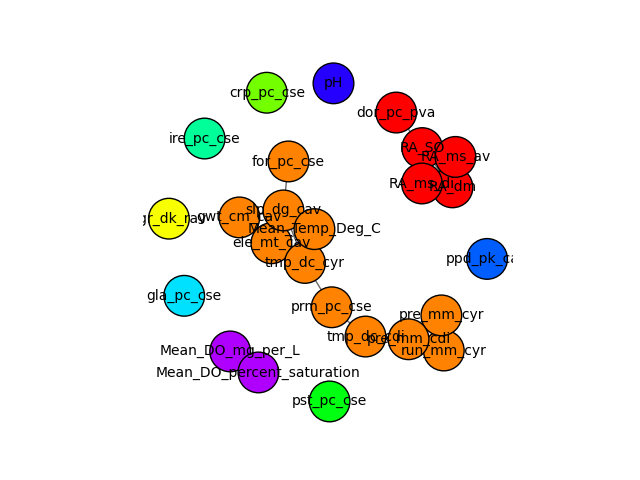 pH
crp_pc_cse
dor_pc_pva
ire_pc_cse
RA_SO
RA_ms_av
for_pc_cse
RA_ms_di
RA_dm
slp_dg_cav
gwt_cm_cav
gr_dk_rav
Mean_Temp_Deg_C
ele_mt_cav
ppd_pk_ca
tmp_dc_cyr
gla_pc_cse
prm_pc_cse
pre_mm_cyr
tmp_dc_cdi
pre_mm_cdi
run_mm_cyr
Mean_DO_mg_per_L
Mean_DO_percent_saturation
pst_pc_cse